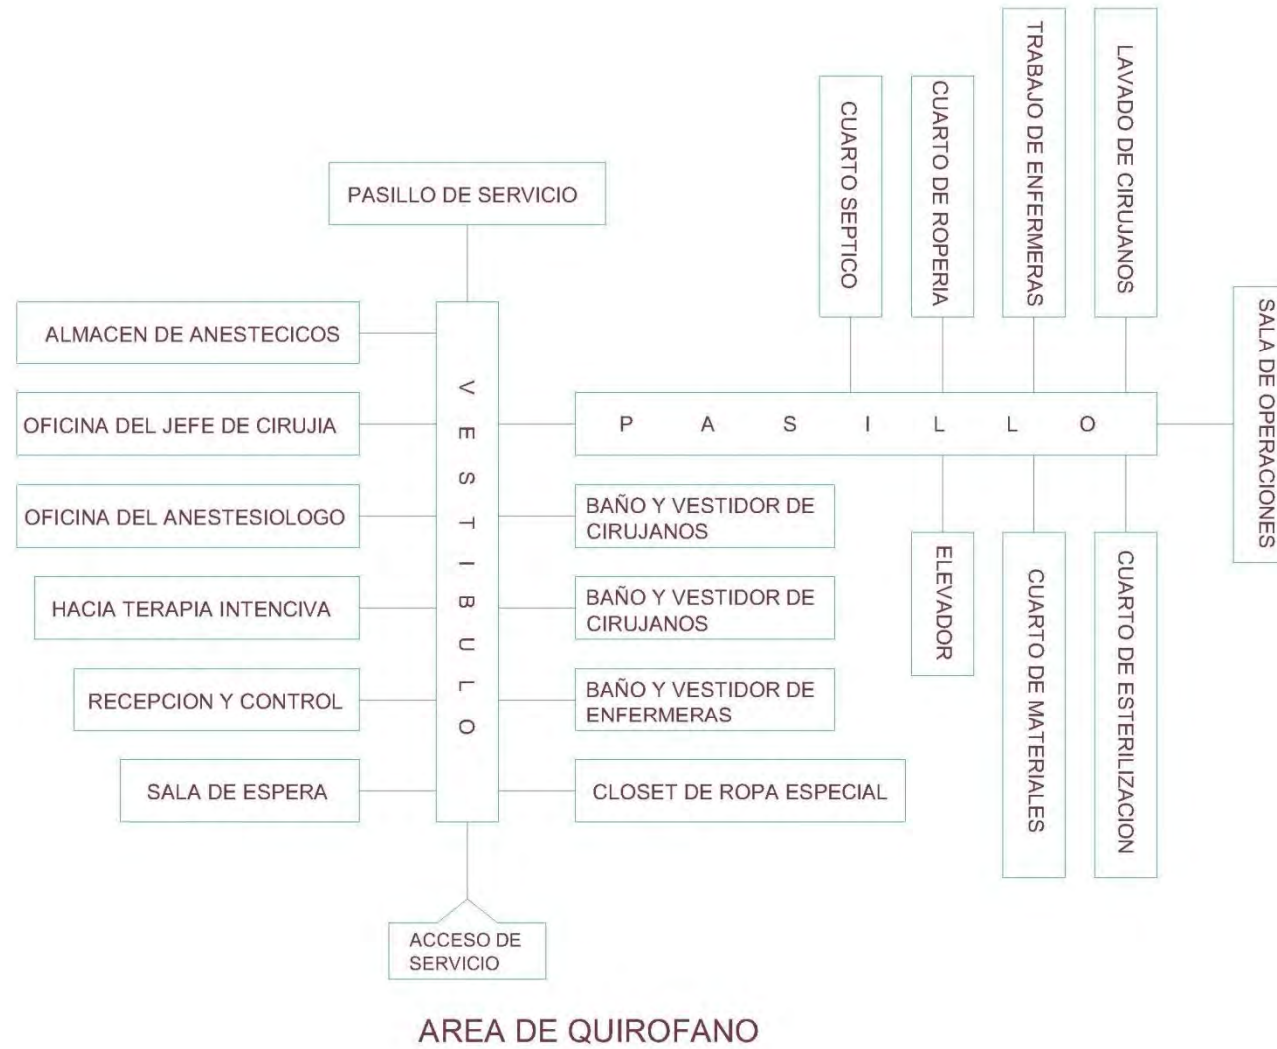 TRABAJO DE ENFERMERAS
LAVADO DE CIRUJANOS
CUARTO SEPTICO
CUARTO DE ROPERIA
PASILLO DE SERVICIO
SALA DE OPERACIONES
ALMACEN DE ANESTECICOS
VESTIBULO
OFICINA DEL JEFE DE CIRUJIA
PASILLO
OFICINA DEL ANESTESIOLOGO
BAÑO Y VESTIDOR DE
CIRUJANOS
ELEVADOR
CUARTO DE MATERIALES
CUARTO DE ESTERILIZACION
HACIA TERAPIA INTENCIVA
BAÑO Y VESTIDOR DE
CIRUJANOS
RECEPCION Y CONTROL
BAÑO Y VESTIDOR DE
ENFERMERAS
SALA DE ESPERA
CLOSET DE ROPA ESPECIAL
ACCESO DE
SERVICIO
AREA DE QUIROFANO